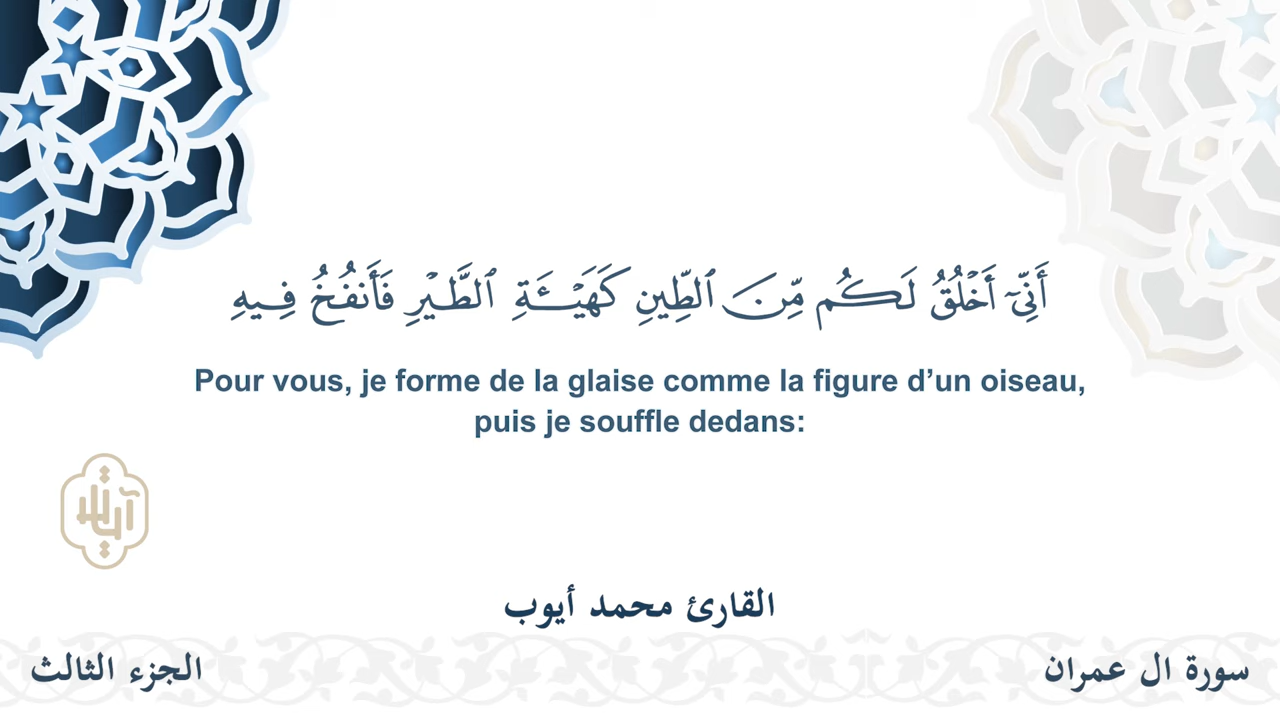 أَنِّىٓ أَخْلُقُ لَكُم مِّنَ ٱلطِّينِ كَهَيْـَٔةِ ٱلطَّيْرِ فَأَنفُخُ فِيهِ
Pour vous, je forme de la glaise comme la figure d’un oiseau,
puis je souffle dedans:
القارئ محمد أيوب
سورة ال عمران
الجزء الثالث